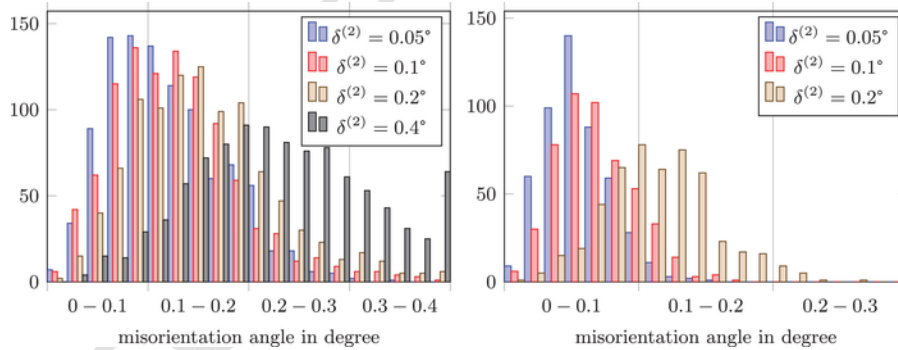 150
100
50
0
δ(2) = 0.05°
δ(2) = 0.1°
δ(2) = 0.2°
δ(2) = 0.4°
0 – 0.1 0.1 – 0.2 0.2 – 0.3 0.3 – 0.4
misorientation angle in degree
150
100
50
0
δ(2) = 0.05°
δ(2) = 0.1°
δ(2) = 0.2°
0 – 0.1 0.1 – 0.2 0.2 – 0.3
misorientation angle in degree